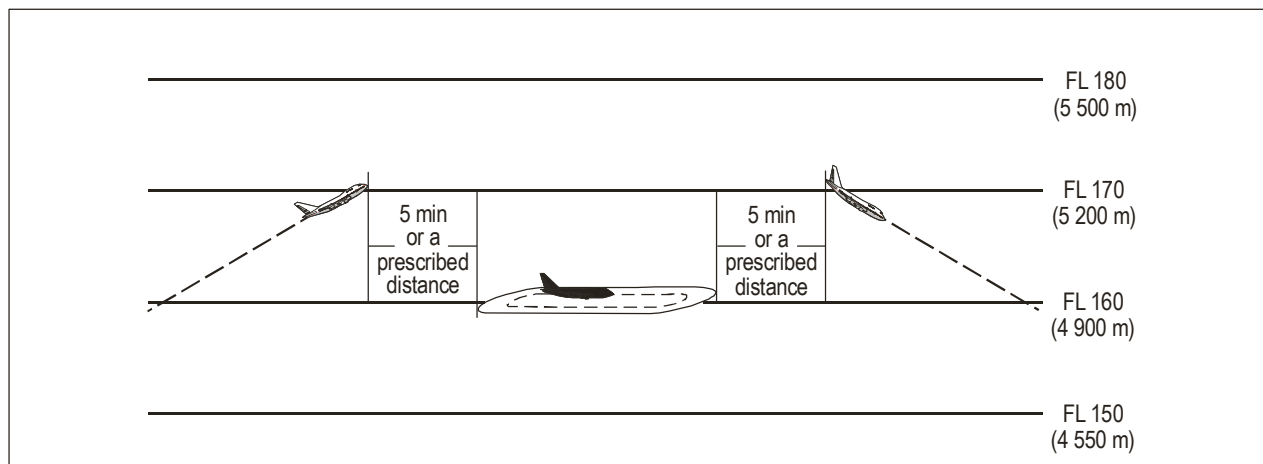 FL 180
(5 500 m)
FL 170
(5 200 m)
5 min
or a
prescribed
distance
5 min
or a
prescribed
distance
FL 160
(4 900 m)
FL 150
(4 550 m)